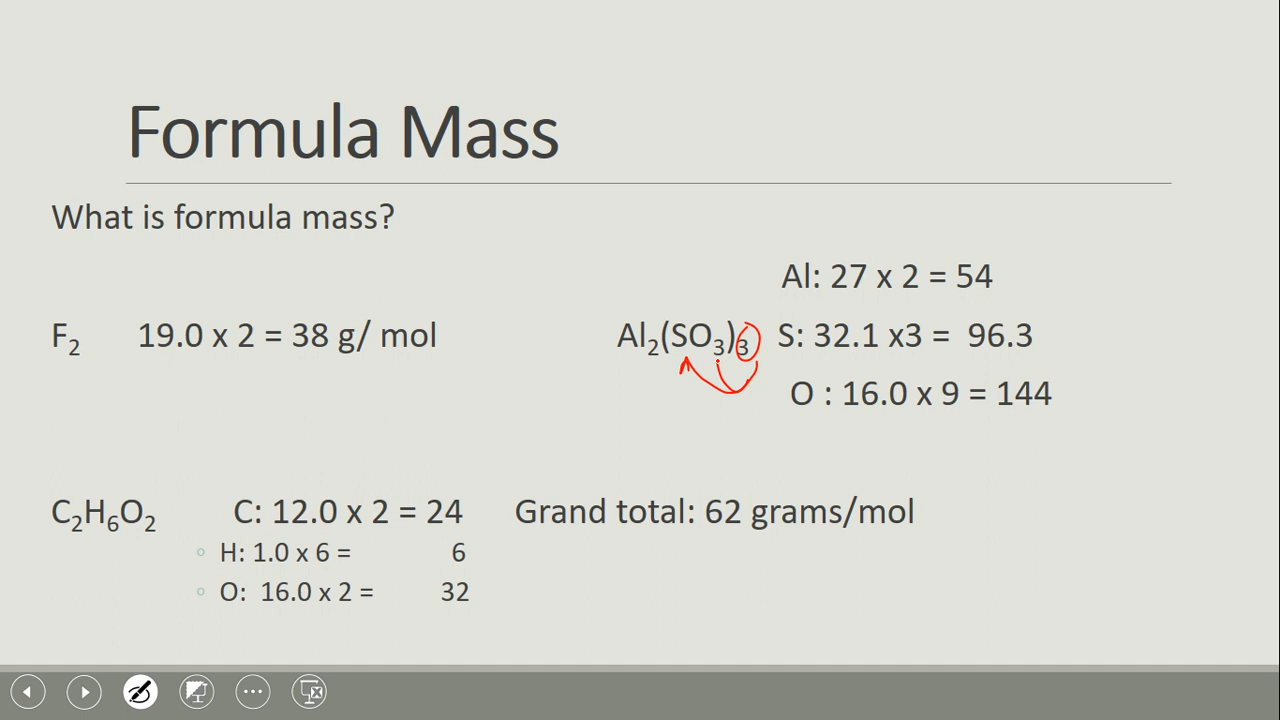 Formula Mass
What is formula mass?
Al: 27 x 2 = 54
F₂ 19.0 x 2 = 38 g/ mol
Al₂(SO₃)₃ S: 32.1 x3 = 96.3
O : 16.0 x 9 = 144
C₂H₆O₂ C: 12.0 x 2 = 24 Grand total: 62 grams/mol
H: 1.0 x 6 = 6
O: 16.0 x 2 = 32